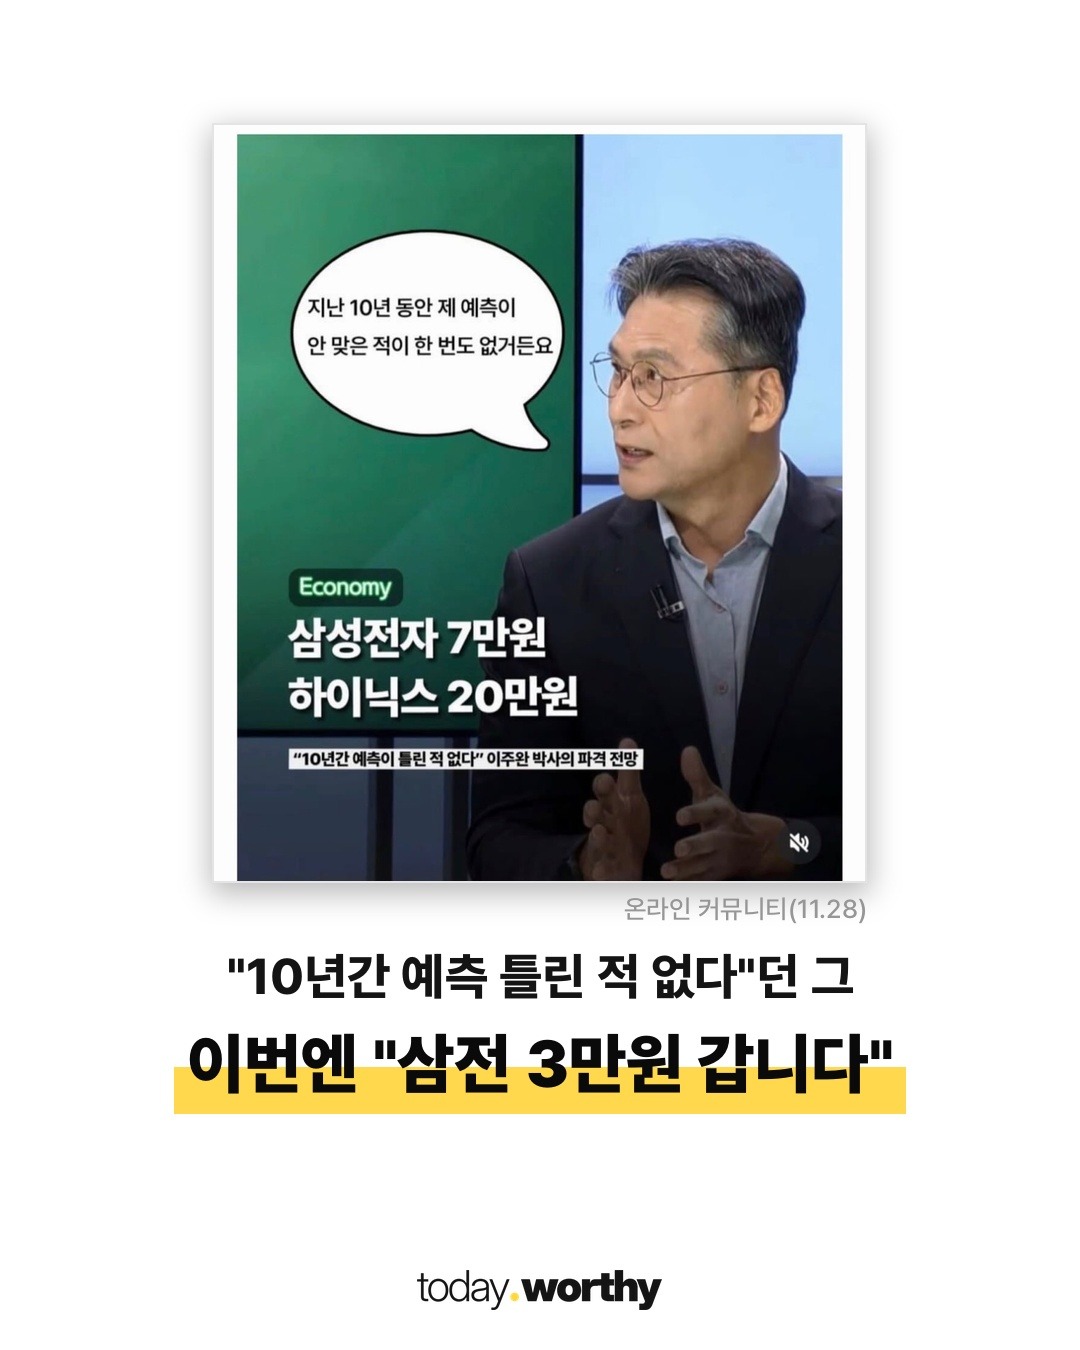 지난 10년 동안 제 예측이
안 맞은 적이 한 번도 없거든요
Economy
삼성전자 7만원
하이닉스 20만원
“10년간 예측이 틀린 적 없다” 이주완 박사의 파격 전망
온라인 커뮤니티(11.28)
"10년간 예측 틀린 적 없다"던 그
이번엔 "삼전 3만원 갑니다"
today.worthy